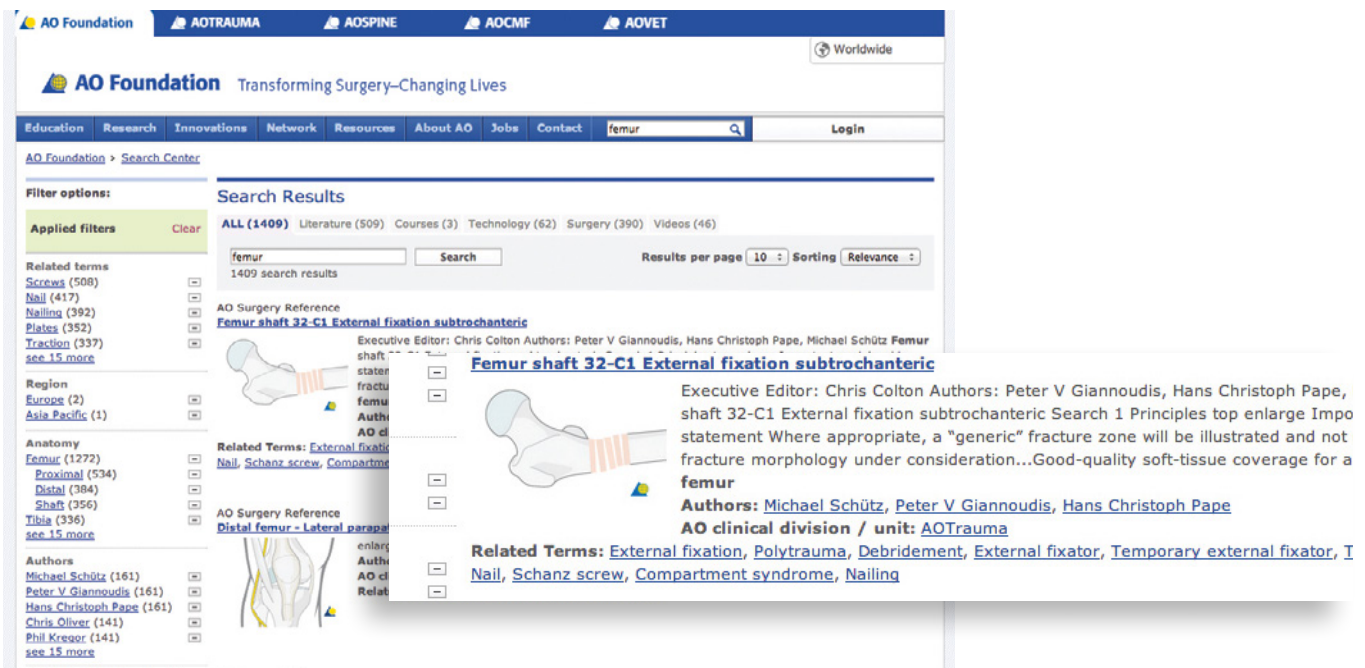 AO Foundation AOTRAUMA AOSPINE AOCMF AOVET
Worldwide
AO Foundation Transforming Surgery–Changing Lives
Education Research Innovations Network Resources About AO Jobs Contact femur Login
AO Foundation › Search Center
Filter options:
Applied filters Clear
Related terms
Screws (508)
Nail (417)
Nailing (392)
Plates (352)
Traction (337)
see 15 more
Region
Europe (2)
Asia Pacific (1)
Anatomy
Femur (1272)
Proximal (534)
Distal (384)
Shaft (356)
Tibia (336)
see 15 more
Authors
Michael Schütz (161)
Peter V Giannoudis (161)
Hans Christoph Pape (161)
Chris Oliver (141)
Phil Kregor (141)
see 15 more
Search Results
ALL (1409) Literature (509) Courses (3) Technology (62) Surgery (390) Videos (46)
femur Search Results per page 10 Sorting Relevance
1409 search results
AO Surgery Reference
Femur shaft 32-C1 External fixation subtrochanteric
Executive Editor: Chris Colton Authors: Peter V Giannoudis, Hans Christoph Pape, Michael Schütz Femur
shaft
Related Terms: External fixatio
Nail, Schanz screw, Compartme
AO Surgery Reference
Distal femur - Lateral parapat
enlarg
Autho
AO cl
Relat
Femur shaft 32-C1 External fixation subtrochanteric
Executive Editor: Chris Colton Authors: Peter V Giannoudis, Hans Christoph Pape,
shaft 32-C1 External fixation subtrochanteric Search 1 Principles top enlarge Impo
statement Where appropriate, a "generic" fracture zone will be illustrated and not
fracture morphology under consideration...Good-quality soft-tissue coverage for a
femur
Authors: Michael Schütz, Peter V Giannoudis, Hans Christoph Pape
AO clinical division / unit: AOTrauma
Related Terms: External fixation, Polytrauma, Debridement, External fixator, Temporary external fixator, T
Nail, Schanz screw, Compartment syndrome, Nailing